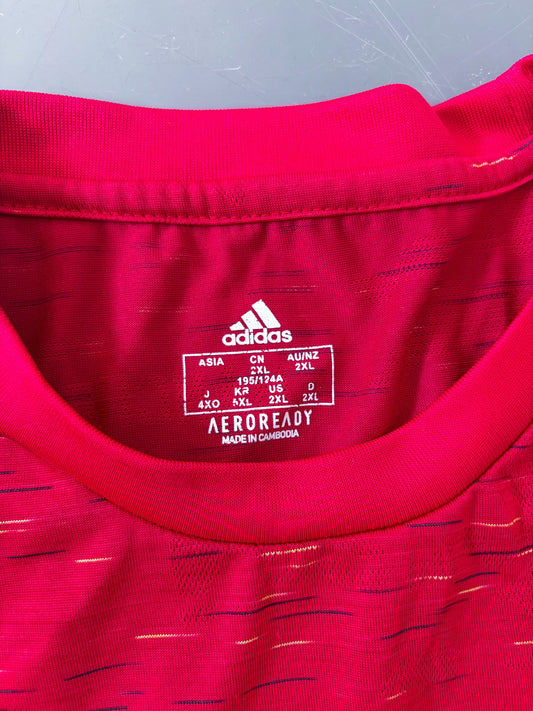 adidas
ASIA CN AU/NZ
2XL 2XL
195/124A
J KR US D
4XO 5XL 2XL 2XL
AEROREADY
MADE IN CAMBODIA